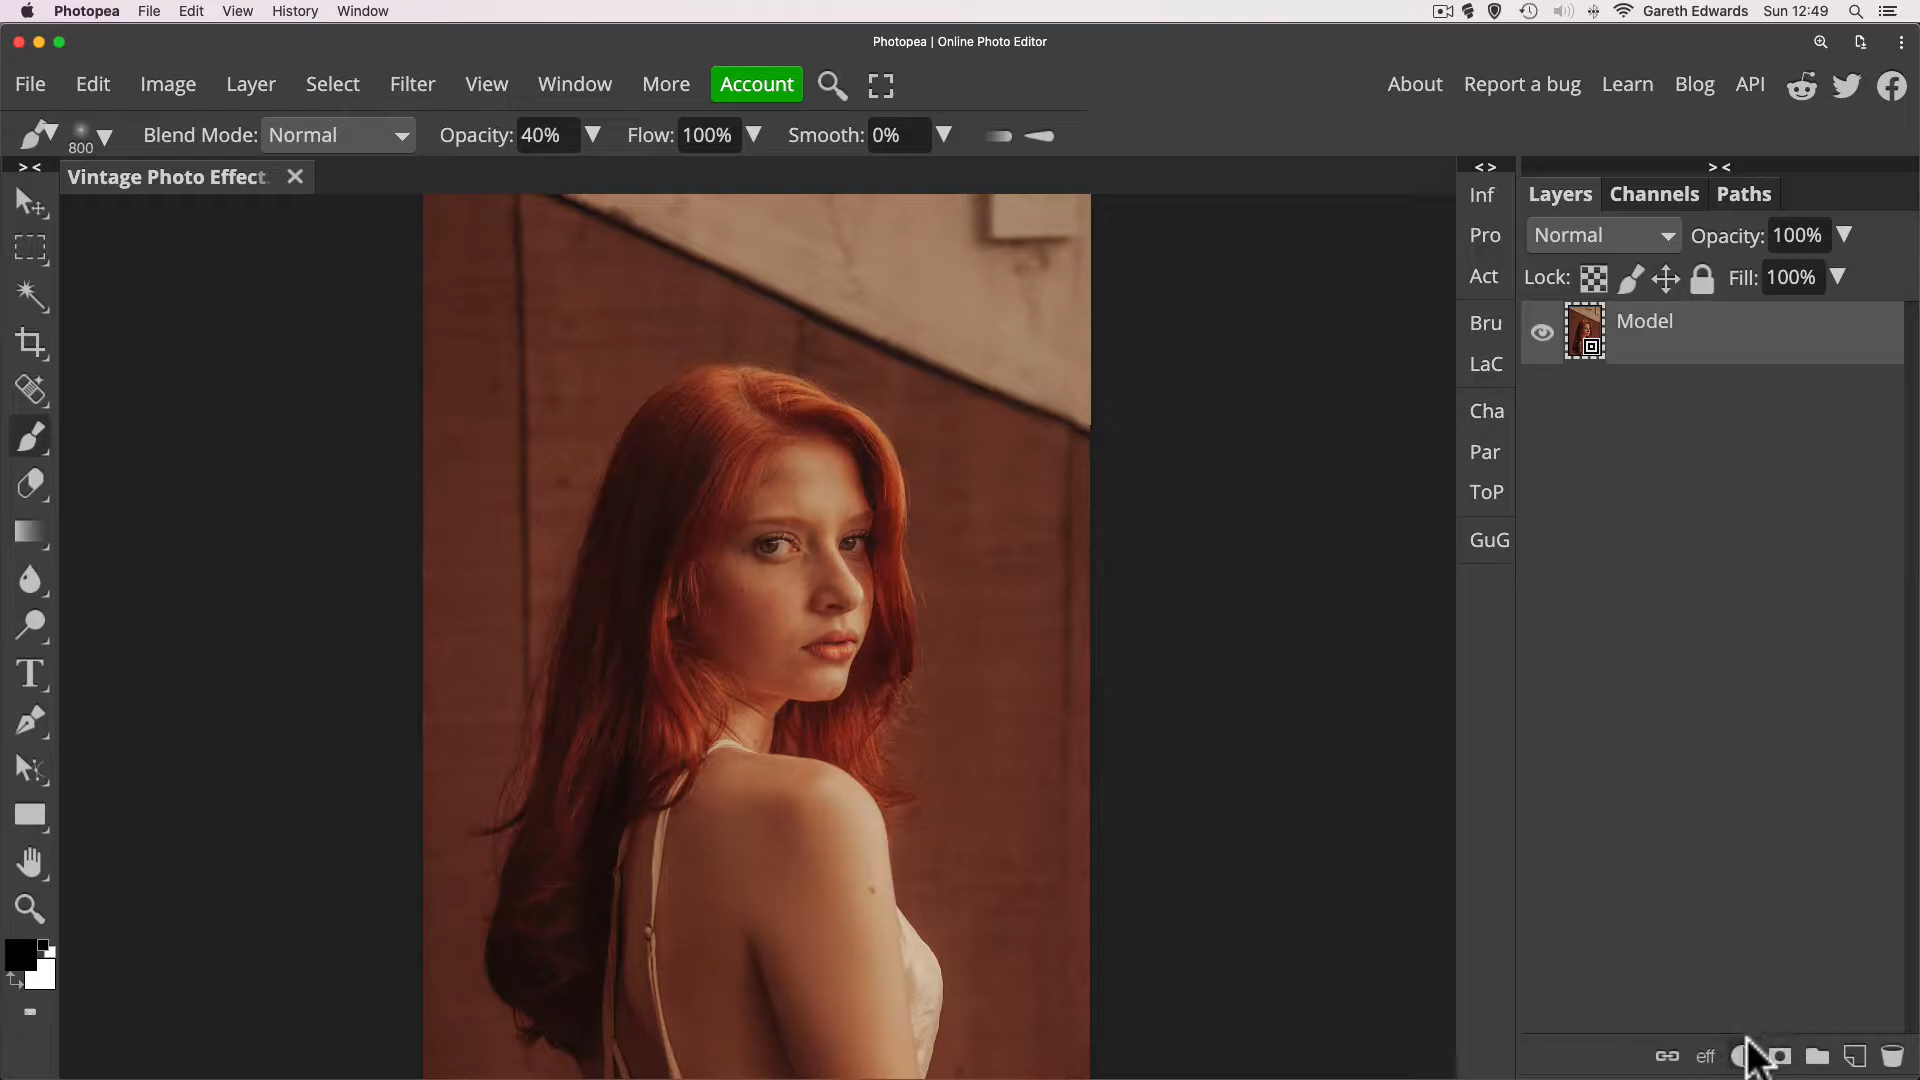 Photopea File Edit View History Window Gareth Edwards Sun 12:49
Photopea | Online Photo Editor
File Edit Image Layer Select Filter View Window More Account About Report a bug Learn Blog API
800 Blend Mode: Normal Opacity: 40% Flow: 100% Smooth: 0%
> < < > > <
Vintage Photo Effect.
Inf
Layers Channels Paths
Pro
Normal Opacity: 100%
Act
Lock: Fill: 100%
Bru
Model
LaC
Cha
Par
ToP
GuG
T
eff